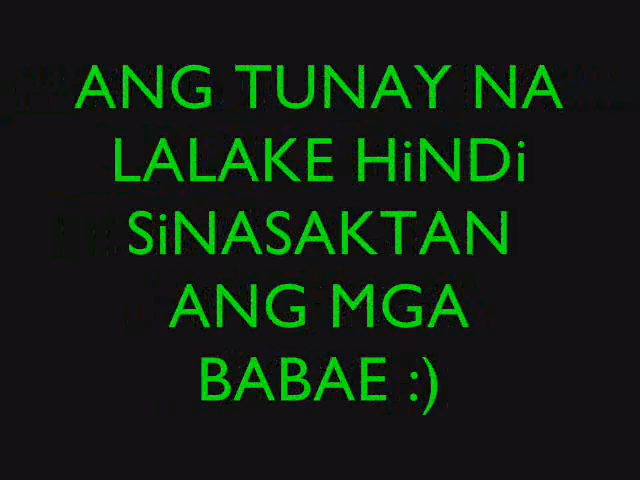 ANG TUNAY NA
LALAKE HiNDi
SiNASAKTAN
ANG MGA
BABAE :)